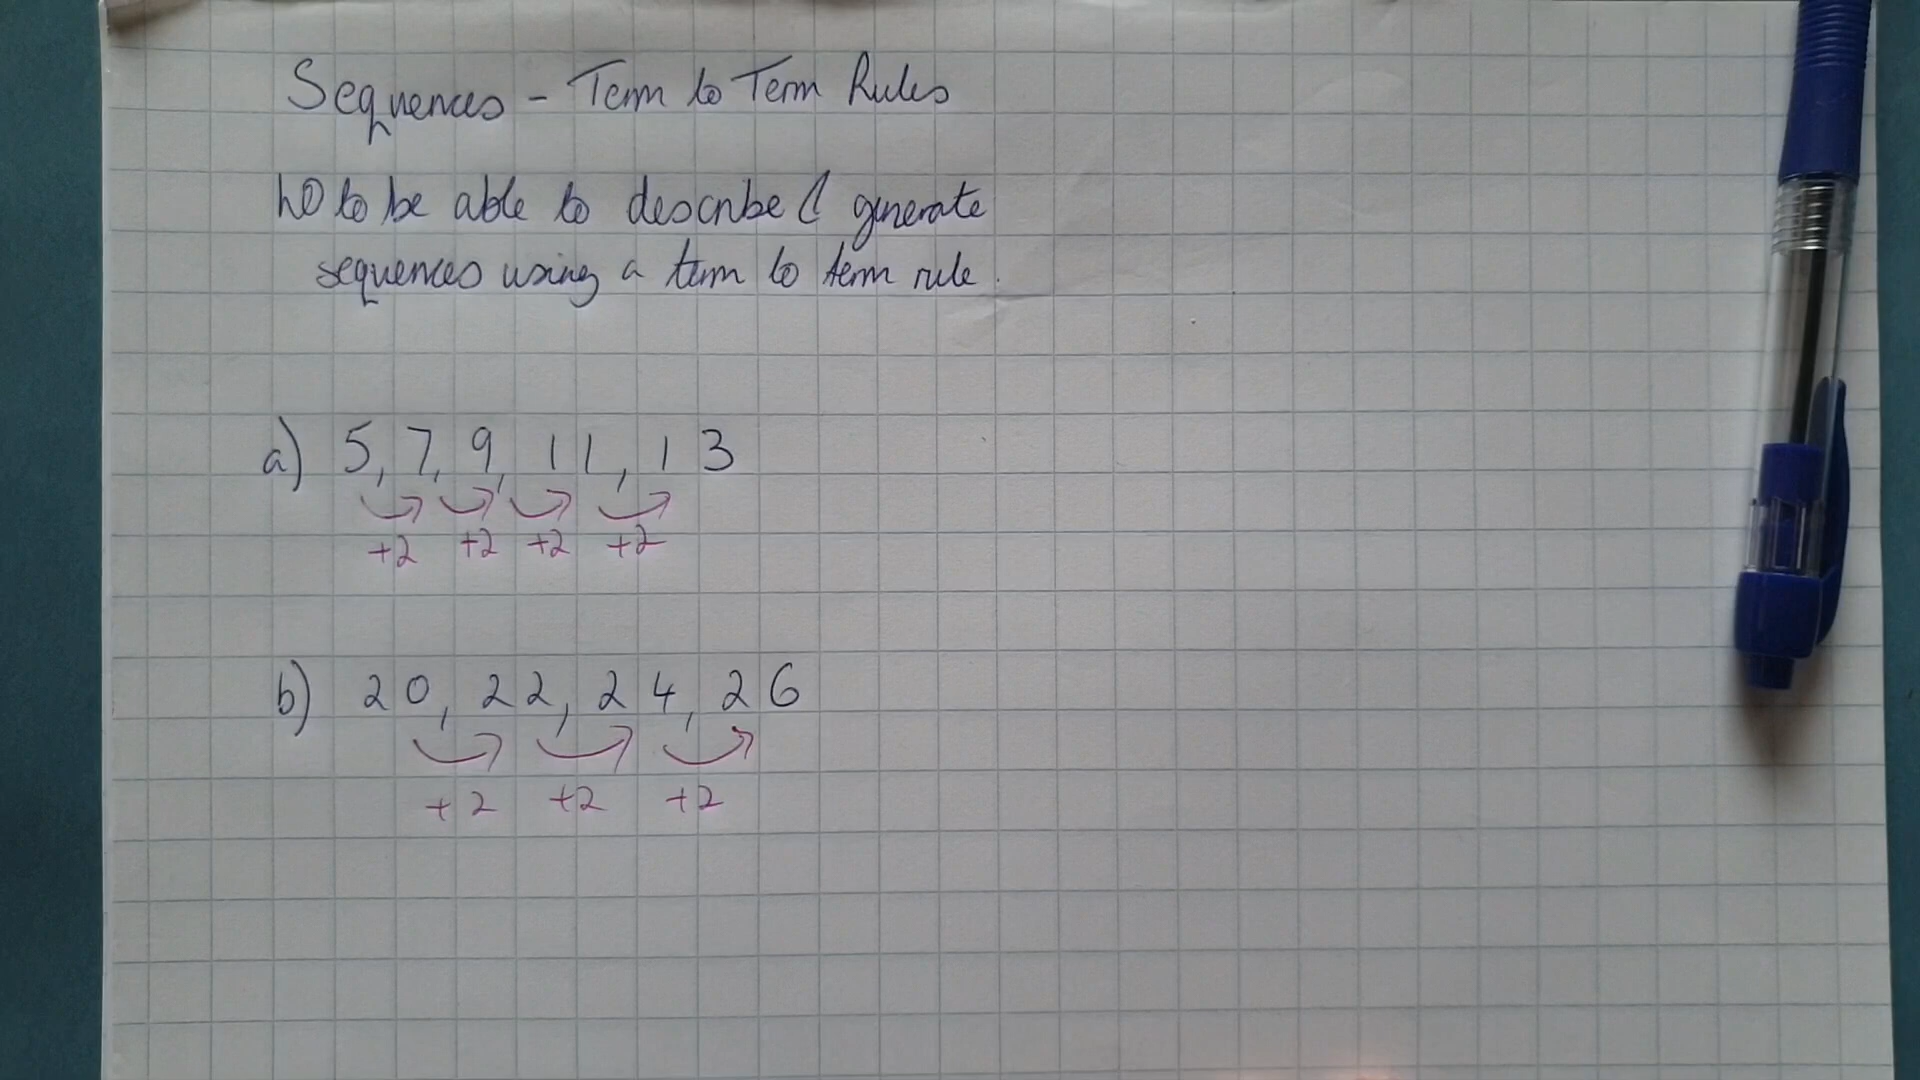 Sequences - Term to Term Rules
LO to be able to describe & generate
sequences using a term to term rule.
a) 5, 7, 9, 11, 13
+2 +2 +2 +2
b) 20, 22, 24, 26
+2 +2 +2